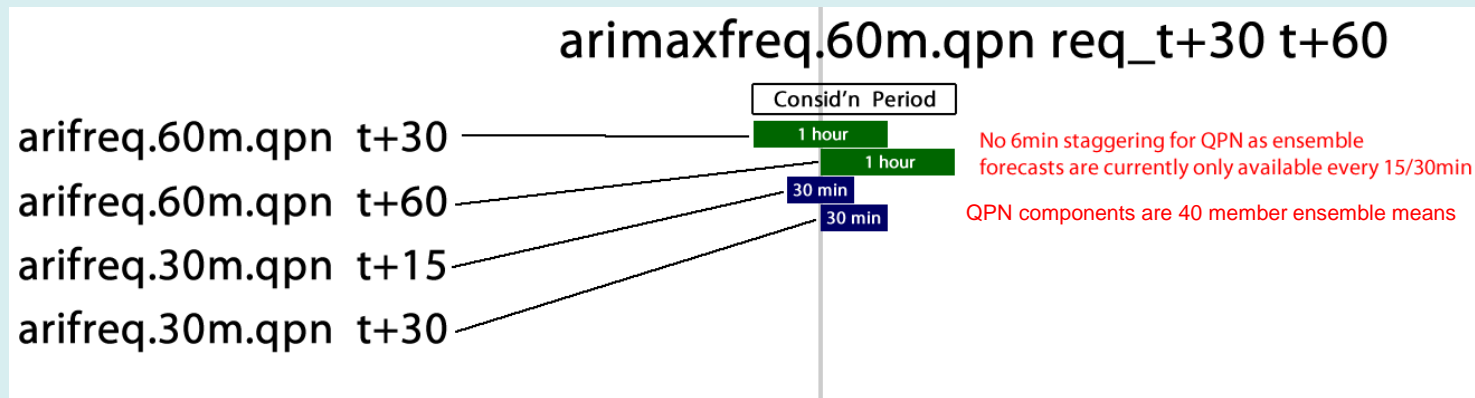 arimaxfreq.60m.qpn req_t+30 t+60
Consid'n Period
arifreq.60m.qpn t+30
1 hour
No 6min staggering for QPN as ensemble
forecasts are currently only available every 15/30min
1 hour
arifreq.60m.qpn t+60
30 min
30 min
QPN components are 40 member ensemble means
arifreq.30m.qpn t+15
arifreq.30m.qpn t+30